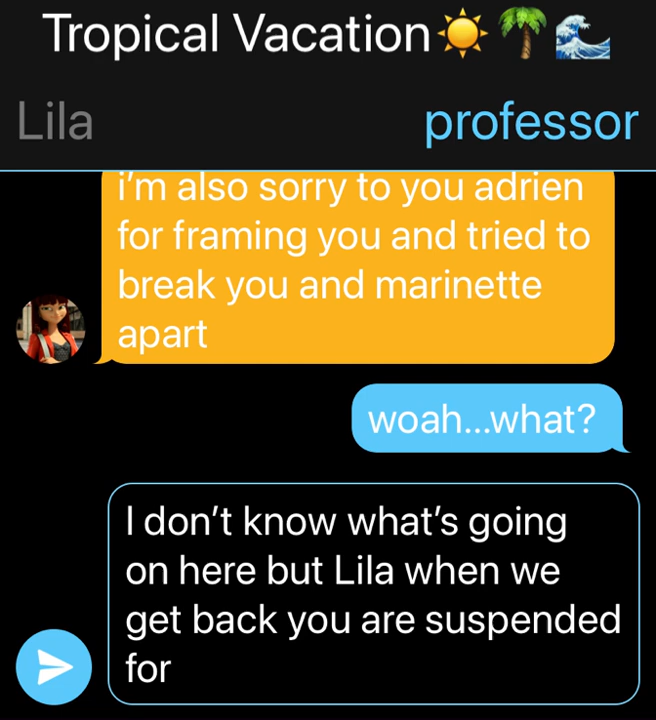 Tropical Vacation☀️🌴🌊
Lila
professor
i'm also sorry to you adrien
for framing you and tried to
break you and marinette
apart
woah...what?
I don't know what's going
on here but Lila when we
get back you are suspended
for